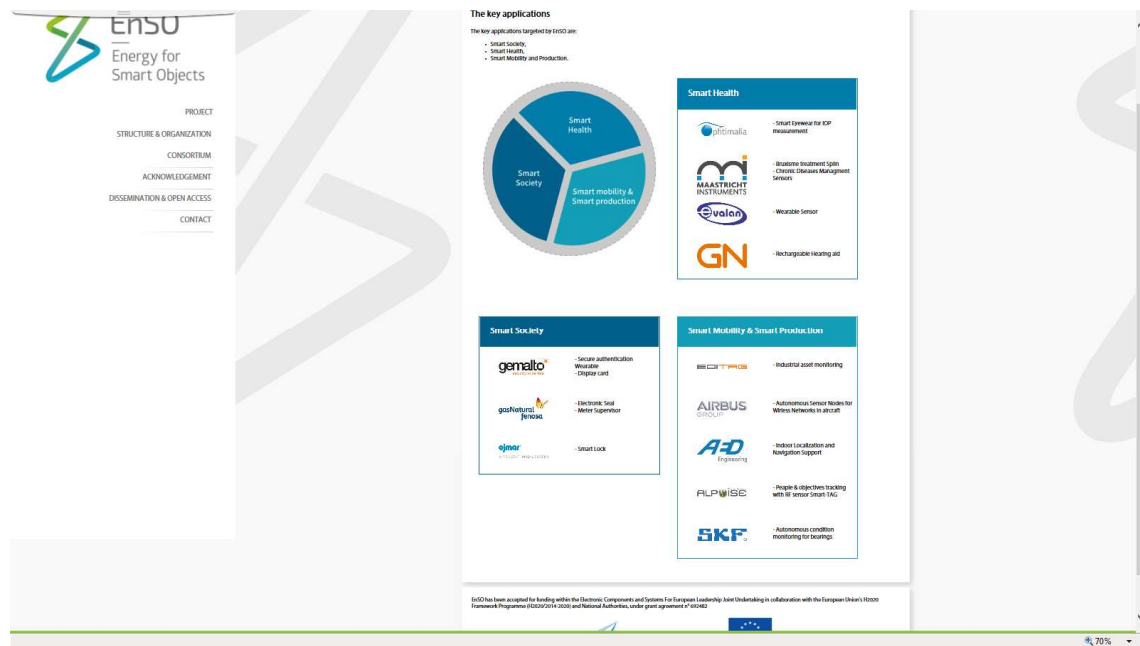 EnSO
Energy for
Smart Objects
PROJECT
STRUCTURE & ORGANIZATION
CONSORTIUM
ACKNOWLEDGEMENT
DISSEMINATION & OPEN ACCESS
CONTACT
The key applications
The key applications targeted by EnSO are:
- Smart Society,
- Smart Health,
- Smart Mobility and Production.
Smart
Health
Smart
Society
Smart mobility &
Smart production
Smart Health
phtimalia
- Smart Eyewear for IOP
measurement
MAASTRICHT
INSTRUMENTS
- Bruxisme treatment Splin
- Chronic Diseases Managment
Sensors
evalan
- Wearable Sensor
GN
- Rechargeable Hearing aid
Smart Society
gemalto
- Secure authentication
Wearable
- Display card
gasNatural
fenosa
- Electronic Seal
- Meter Supervisor
ojmar
- Smart Lock
Smart Mobility & Smart Production
EDITAG
- Industrial asset monitoring
AIRBUS
GROUP
- Autonomous Sensor Nodes for
Wirless Networks in aircraft
AED
Engineering
- Indoor Localization and
Navigation Support
ALPWISE
- People & objectives tracking
with RF sensor Smart-TAG
SKF
- Autonomous condition
monitoring for bearings
EnSO has been accepted for funding within the Electronic Components and Systems For European Leadership Joint Undertaking in collaboration with the European Union's H2020
Framework Programme (H2020/2014-2020) and National Authorities, under grant agreement n° 692482
70%